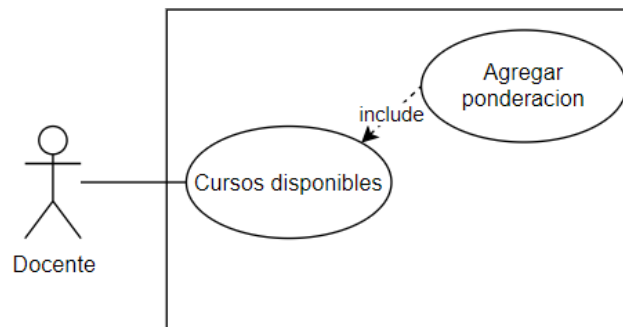 Agregar
ponderacion
include
Cursos disponibles
Docente